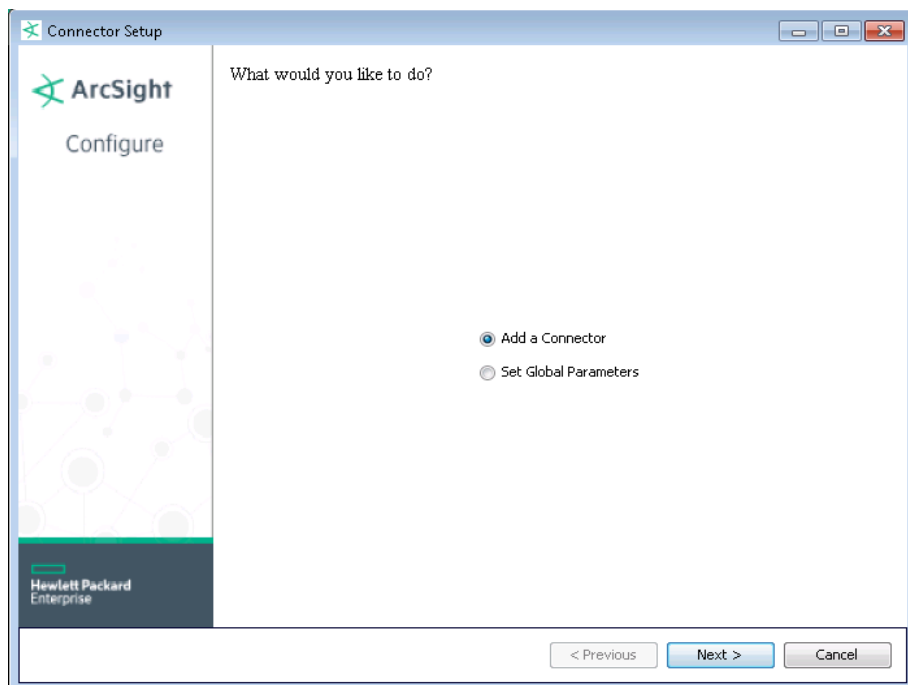 Connector Setup
ArcSight
Configure
What would you like to do?
Add a Connector
Set Global Parameters
Hewlett Packard
Enterprise
< Previous
Next >
Cancel